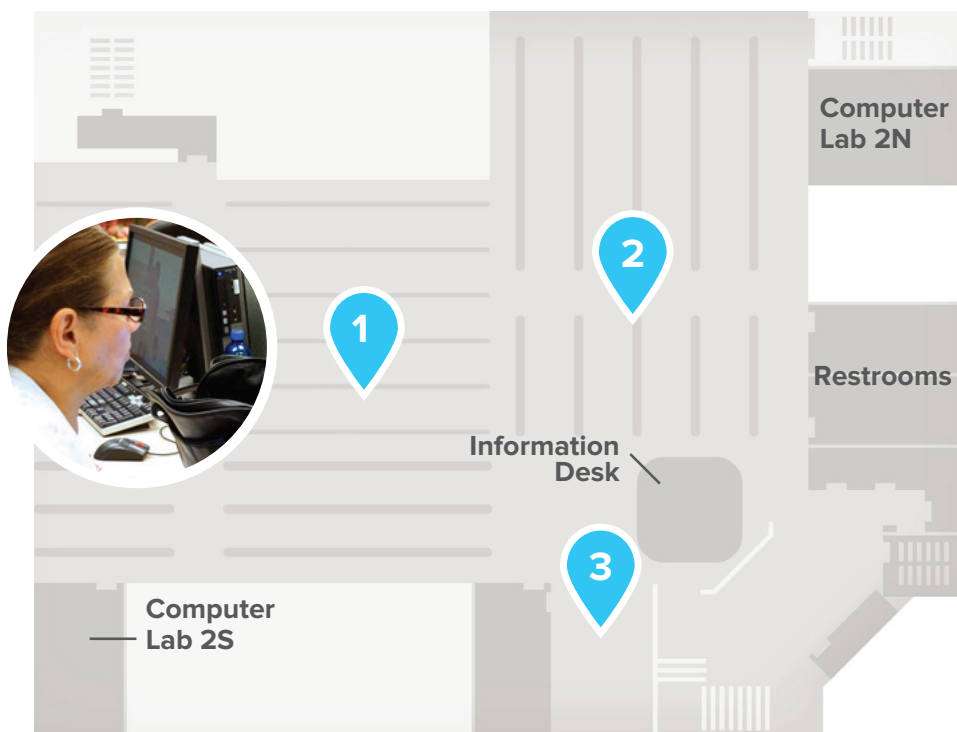 Computer
Lab 2N
2
1
Restrooms
Information
Desk
3
Computer
Lab 2S